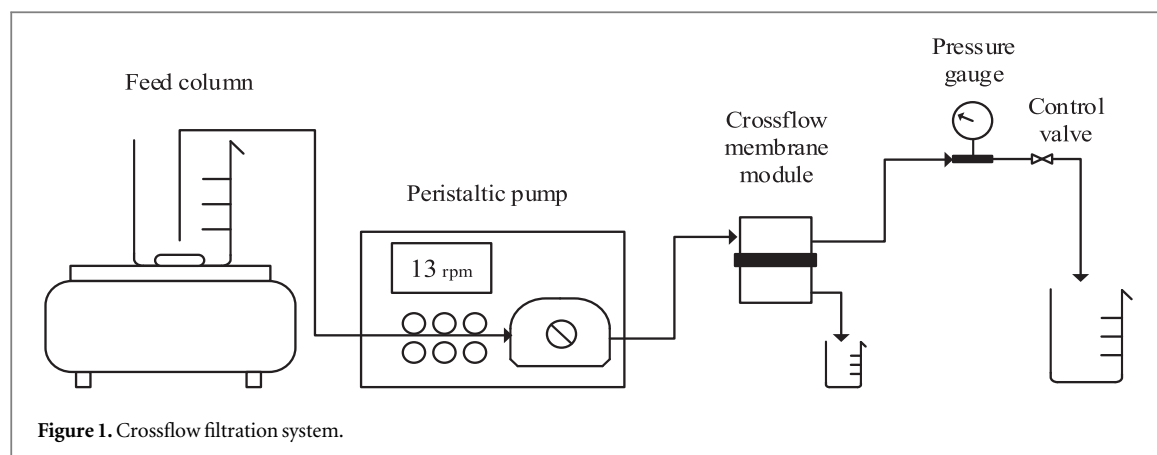 Feed column
Peristaltic pump
13 rpm
Crossflow
membrane
module
Pressure
gauge
Control
valve
Figure 1. Crossflow filtration system.